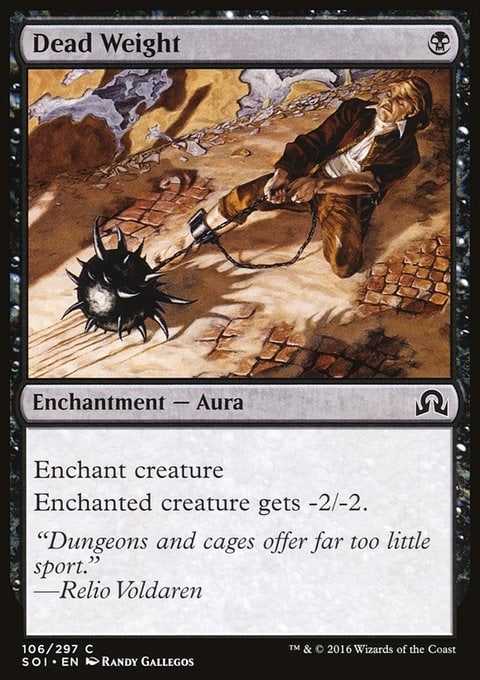 Dead Weight
Enchantment — Aura
Enchant creature
Enchanted creature gets -2/-2.
“Dungeons and cages offer far too little
sport.”
—Relio Voldaren
106/297 C
SOI • EN Randy Gallegos
™ & © 2016 Wizards of the Coast